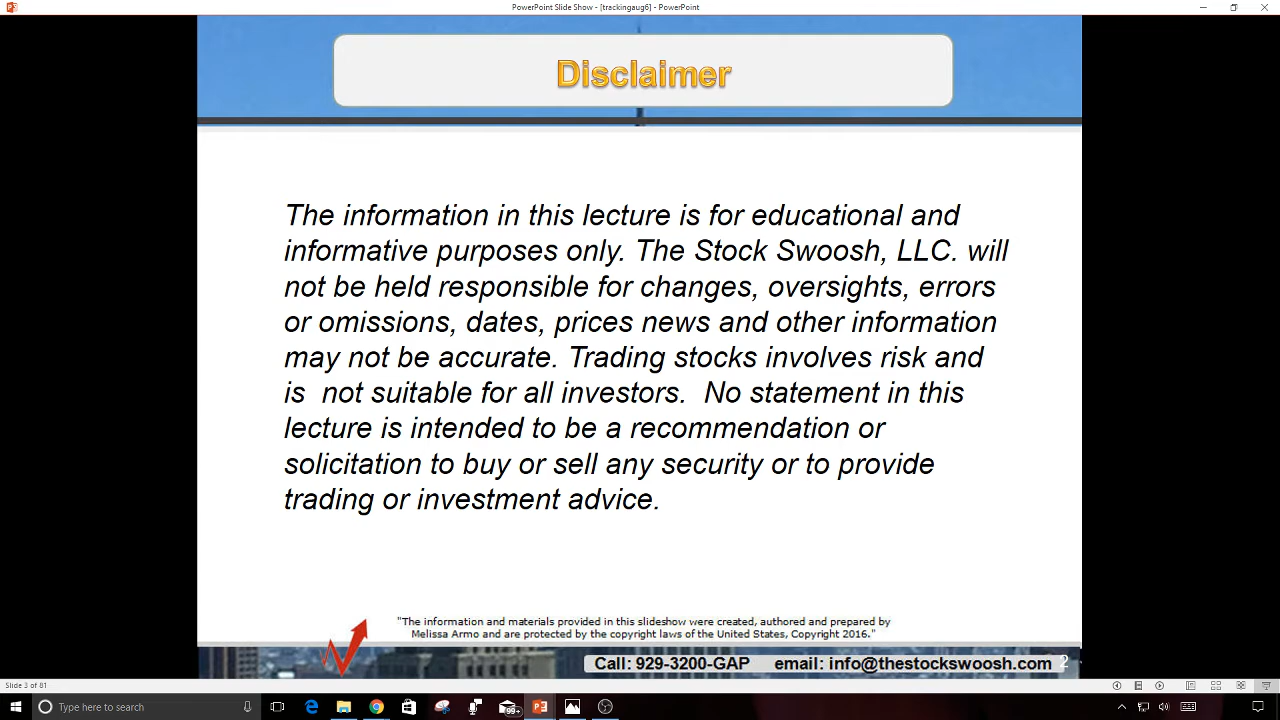 PowerPoint Slide Show - [trackingaug6] - PowerPoint
Disclaimer
The information in this lecture is for educational and
informative purposes only. The Stock Swoosh, LLC. will
not be held responsible for changes, oversights, errors
or omissions, dates, prices news and other information
may not be accurate. Trading stocks involves risk and
is  not suitable for all investors.  No statement in this
lecture is intended to be a recommendation or
solicitation to buy or sell any security or to provide
trading or investment advice.
"The information and materials provided in this slideshow were created, authored and prepared by
Melissa Armo and are protected by the copyright laws of the United States, Copyright 2016."
Call: 929-3200-GAP email: info@thestockswoosh.com 2
Slide 3 of 81
Type here to search
99+